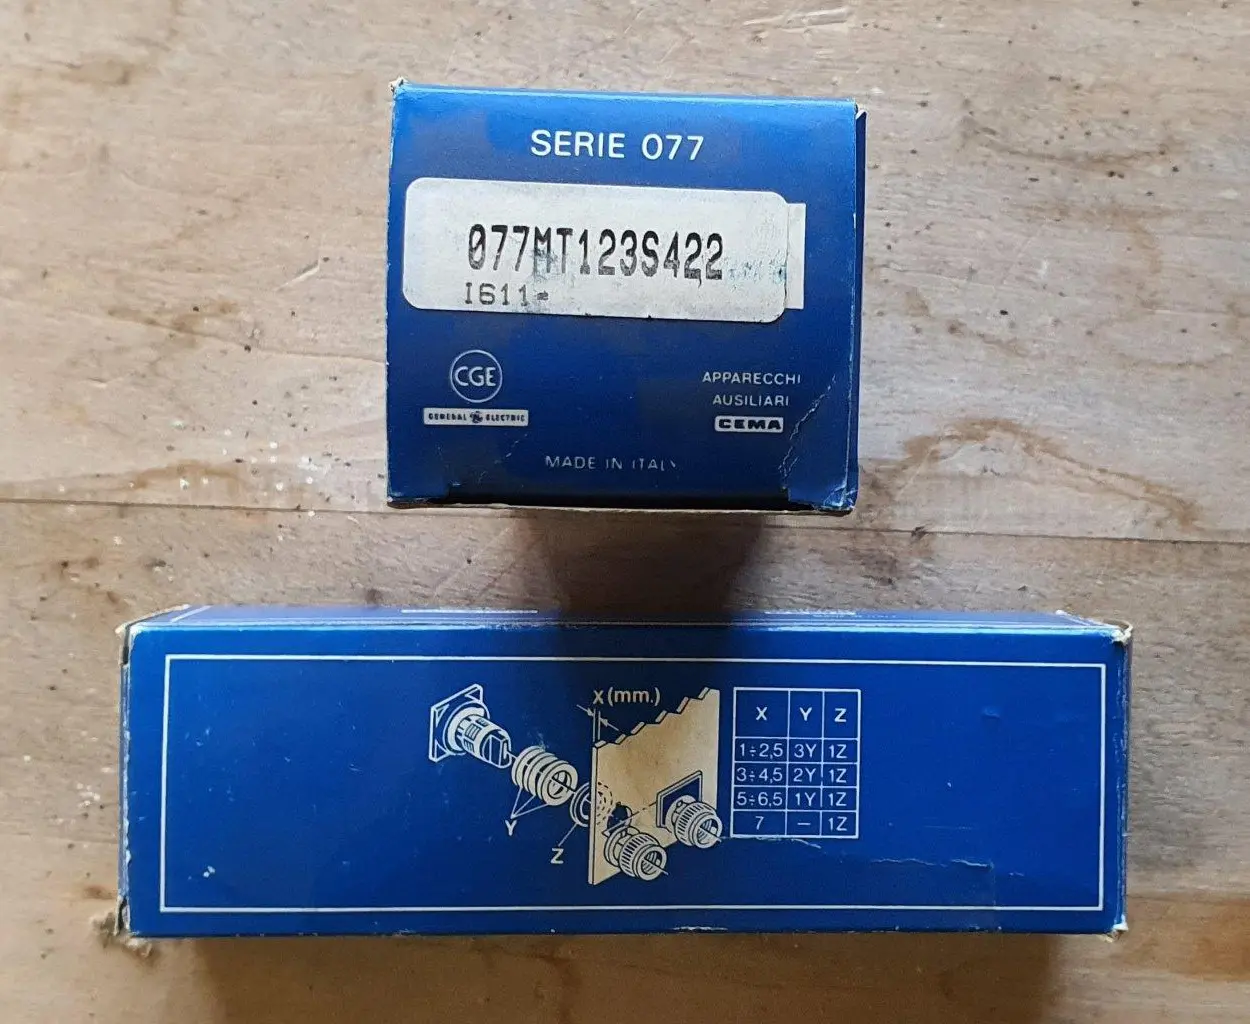 SERIE 077
077MT123S422
I611
CGE
GENERAL ELECTRIC
APPARECCHI
AUSILIARI
CEMA
MADE IN ITALY
X (mm.)
Y
Z
X Y Z
1÷2,5 3Y 1Z
3÷4,5 2Y 1Z
5÷6,5 1Y 1Z
7 — 1Z